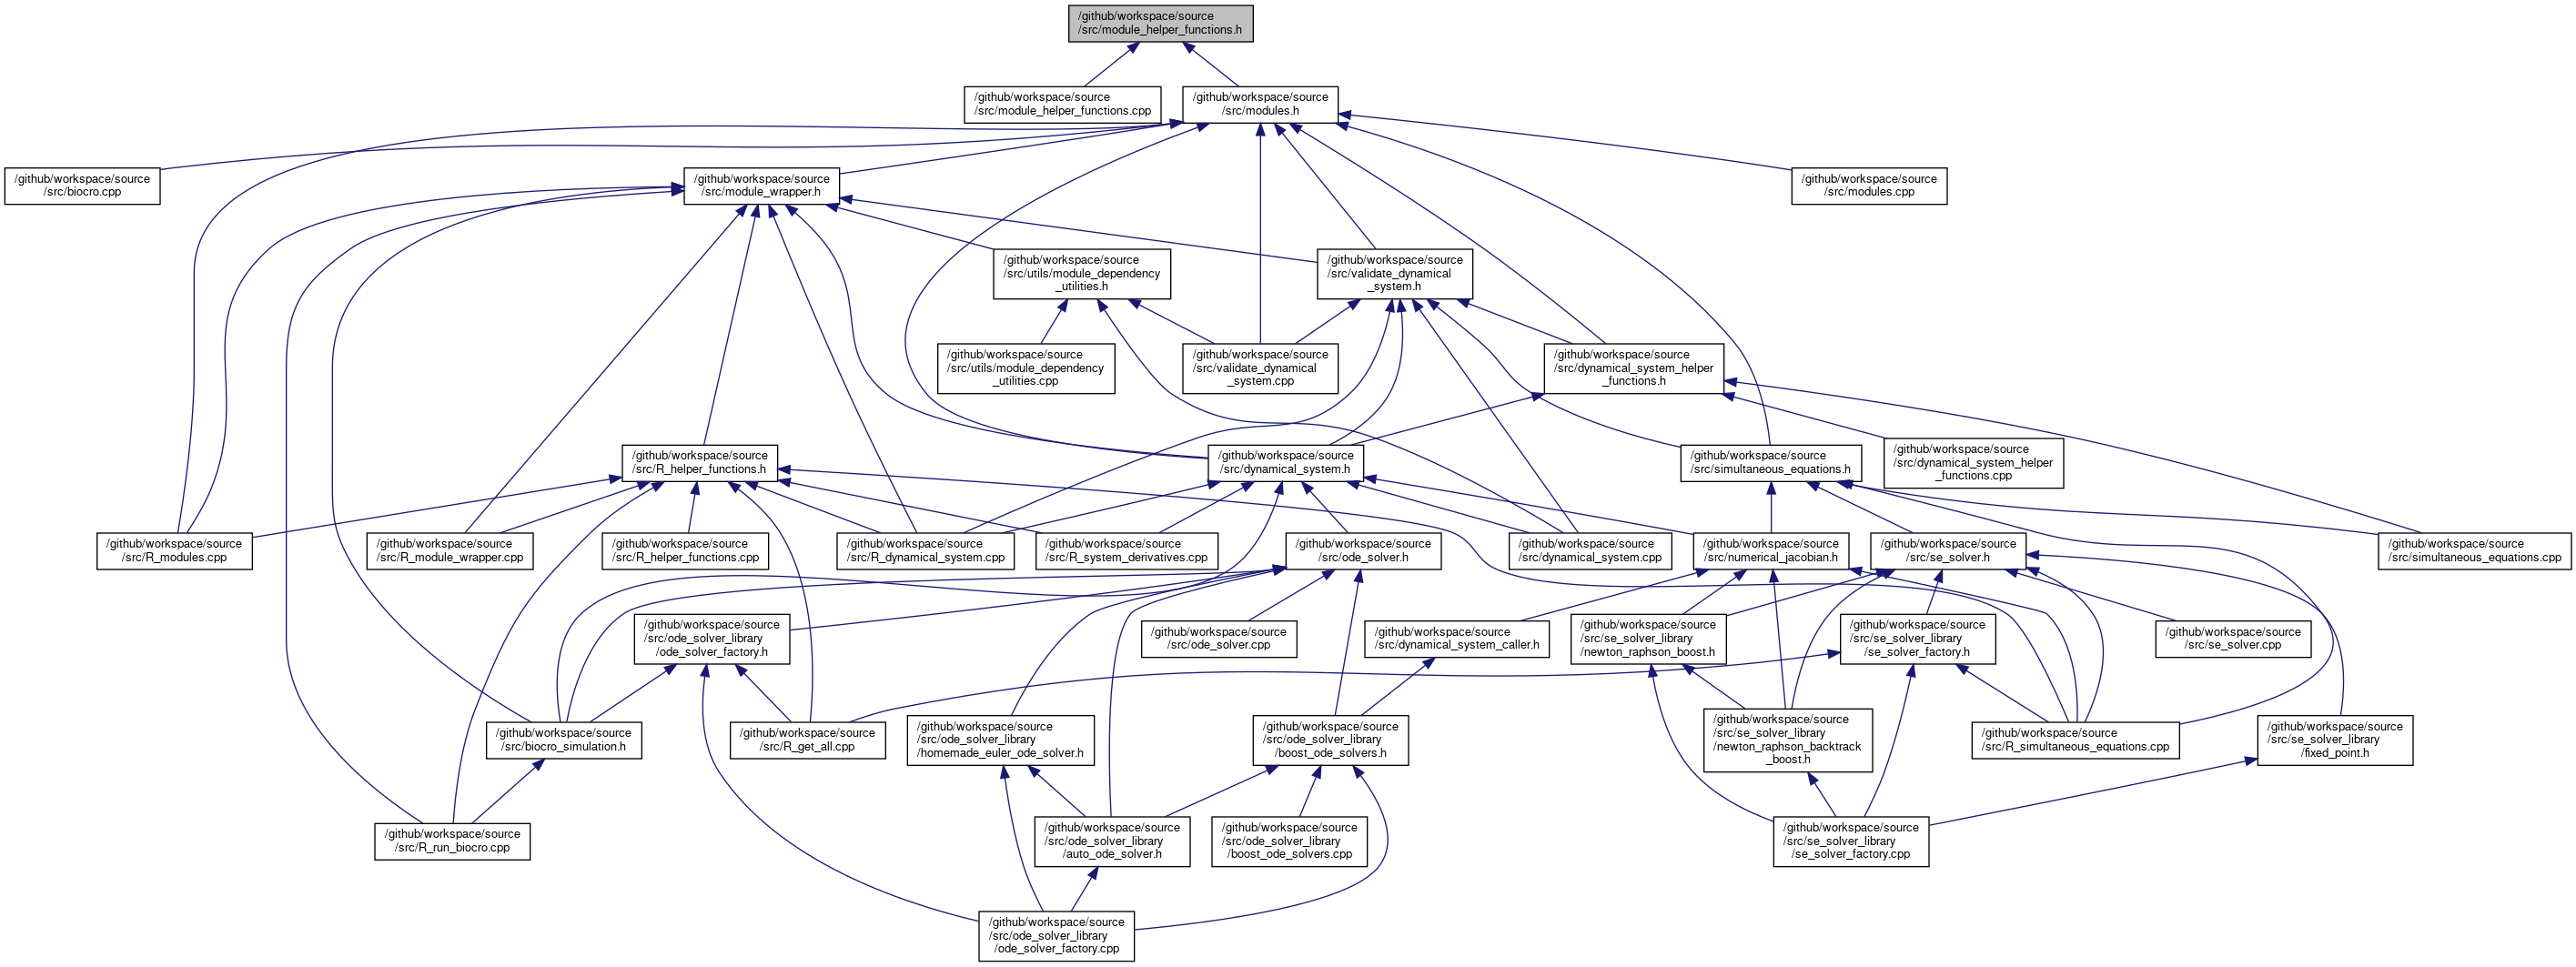 /github/workspace/source
/src/module_helper_functions.h
/github/workspace/source
/src/module_helper_functions.cpp
/github/workspace/source
/src/modules.h
/github/workspace/source
/src/biocro.cpp
/github/workspace/source
/src/module_wrapper.h
/github/workspace/source
/src/modules.cpp
/github/workspace/source
/src/utils/module_dependency
_utilities.h
/github/workspace/source
/src/validate_dynamical
_system.h
/github/workspace/source
/src/utils/module_dependency
_utilities.cpp
/github/workspace/source
/src/validate_dynamical
_system.cpp
/github/workspace/source
/src/dynamical_system_helper
_functions.h
/github/workspace/source
/src/R_helper_functions.h
/github/workspace/source
/src/dynamical_system.h
/github/workspace/source
/src/simultaneous_equations.h
/github/workspace/source
/src/dynamical_system_helper
_functions.cpp
/github/workspace/source
/src/R_modules.cpp
/github/workspace/source
/src/R_module_wrapper.cpp
/github/workspace/source
/src/R_helper_functions.cpp
/github/workspace/source
/src/R_dynamical_system.cpp
/github/workspace/source
/src/R_system_derivatives.cpp
/github/workspace/source
/src/ode_solver.h
/github/workspace/source
/src/dynamical_system.cpp
/github/workspace/source
/src/numerical_jacobian.h
/github/workspace/source
/src/se_solver.h
/github/workspace/source
/src/simultaneous_equations.cpp
/github/workspace/source
/src/ode_solver_library
/ode_solver_factory.h
/github/workspace/source
/src/ode_solver.cpp
/github/workspace/source
/src/dynamical_system_caller.h
/github/workspace/source
/src/se_solver_library
/newton_raphson_boost.h
/github/workspace/source
/src/se_solver_library
/se_solver_factory.h
/github/workspace/source
/src/se_solver.cpp
/github/workspace/source
/src/biocro_simulation.h
/github/workspace/source
/src/R_get_all.cpp
/github/workspace/source
/src/ode_solver_library
/homemade_euler_ode_solver.h
/github/workspace/source
/src/ode_solver_library
/boost_ode_solvers.h
/github/workspace/source
/src/se_solver_library
/newton_raphson_backtrack
_boost.h
/github/workspace/source
/src/R_simultaneous_equations.cpp
/github/workspace/source
/src/se_solver_library
/fixed_point.h
/github/workspace/source
/src/R_run_biocro.cpp
/github/workspace/source
/src/ode_solver_library
/auto_ode_solver.h
/github/workspace/source
/src/ode_solver_library
/boost_ode_solvers.cpp
/github/workspace/source
/src/se_solver_library
/se_solver_factory.cpp
/github/workspace/source
/src/ode_solver_library
/ode_solver_factory.cpp